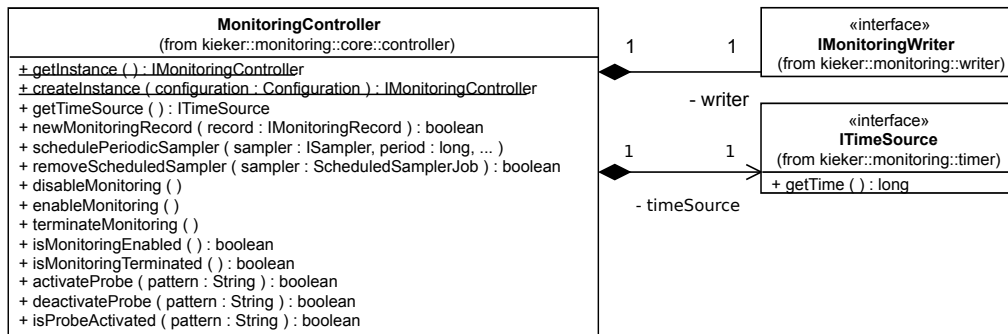 MonitoringController
(from kieker::monitoring::core::controller)
+ getInstance ( ) : IMonitoringController
+ createInstance ( configuration : Configuration ) : IMonitoringController
+ getTimeSource ( ) : ITimeSource
+ newMonitoringRecord ( record : IMonitoringRecord ) : boolean
+ schedulePeriodicSampler ( sampler : ISampler, period : long, ... )
+ removeScheduledSampler ( sampler : ScheduledSamplerJob ) : boolean
+ disableMonitoring ( )
+ enableMonitoring ( )
+ terminateMonitoring ( )
+ isMonitoringEnabled ( ) : boolean
+ isMonitoringTerminated ( ) : boolean
+ activateProbe ( pattern : String ) : boolean
+ deactivateProbe ( pattern : String ) : boolean
+ isProbeActivated ( pattern : String ) : boolean
1 1
- writer
«interface»
IMonitoringWriter
(from kieker::monitoring::writer)
1 1
- timeSource
«interface»
ITimeSource
(from kieker::monitoring::timer)
+ getTime ( ) : long